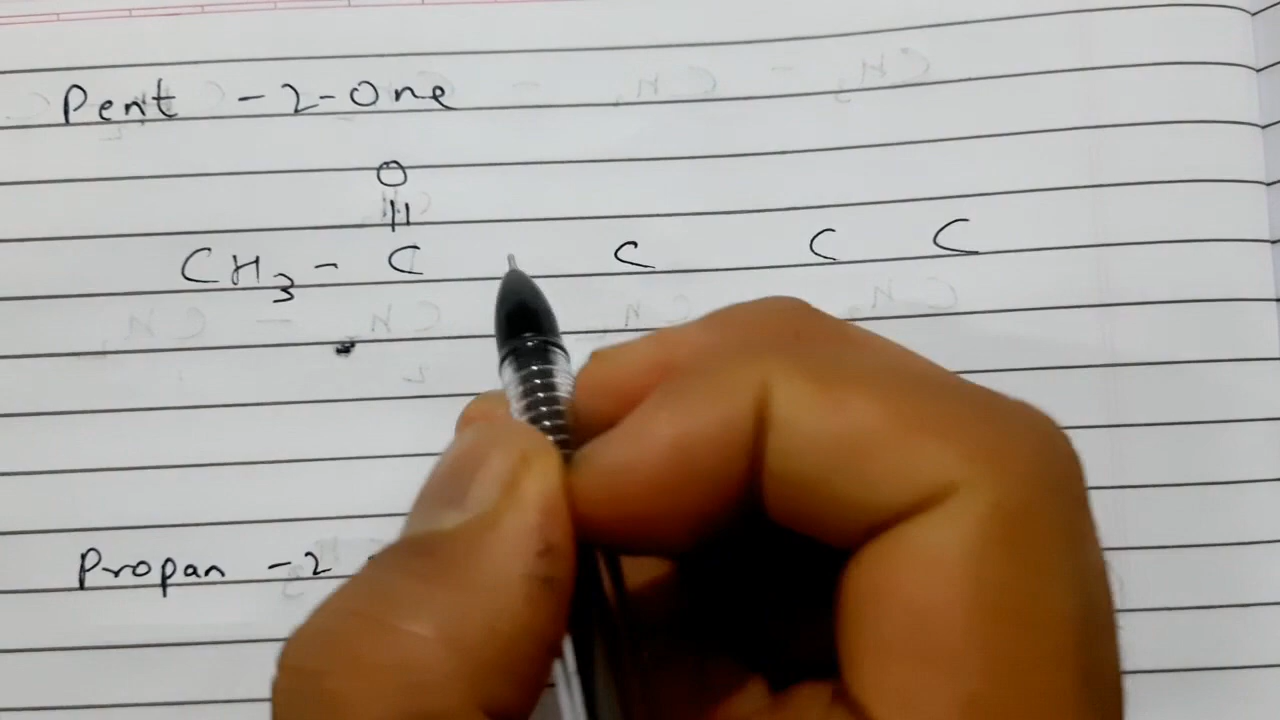 Pent - 2 - One
O
||
CH3 - C C C C
Propan - 2